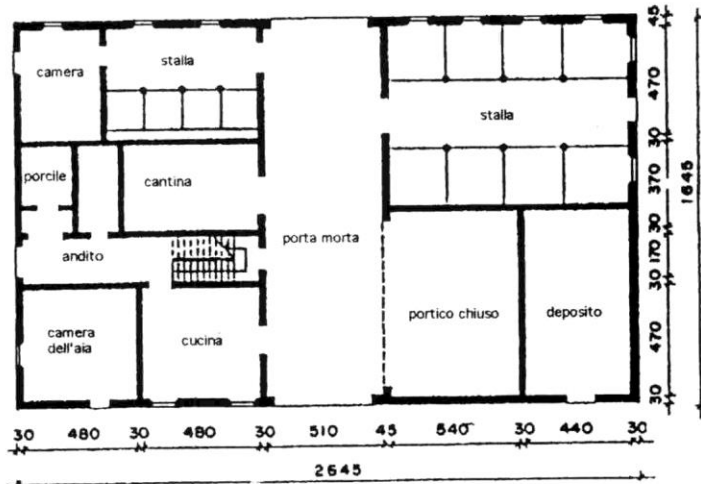 camera
stalla
stalla
porcile
cantina
andito
porta morta
portico chiuso
deposito
camera
dell'aia
cucina
45
470
30
370
30
170
30
470
30
1645
30 480 30 480 30 510 45 540 30 440 30
2645